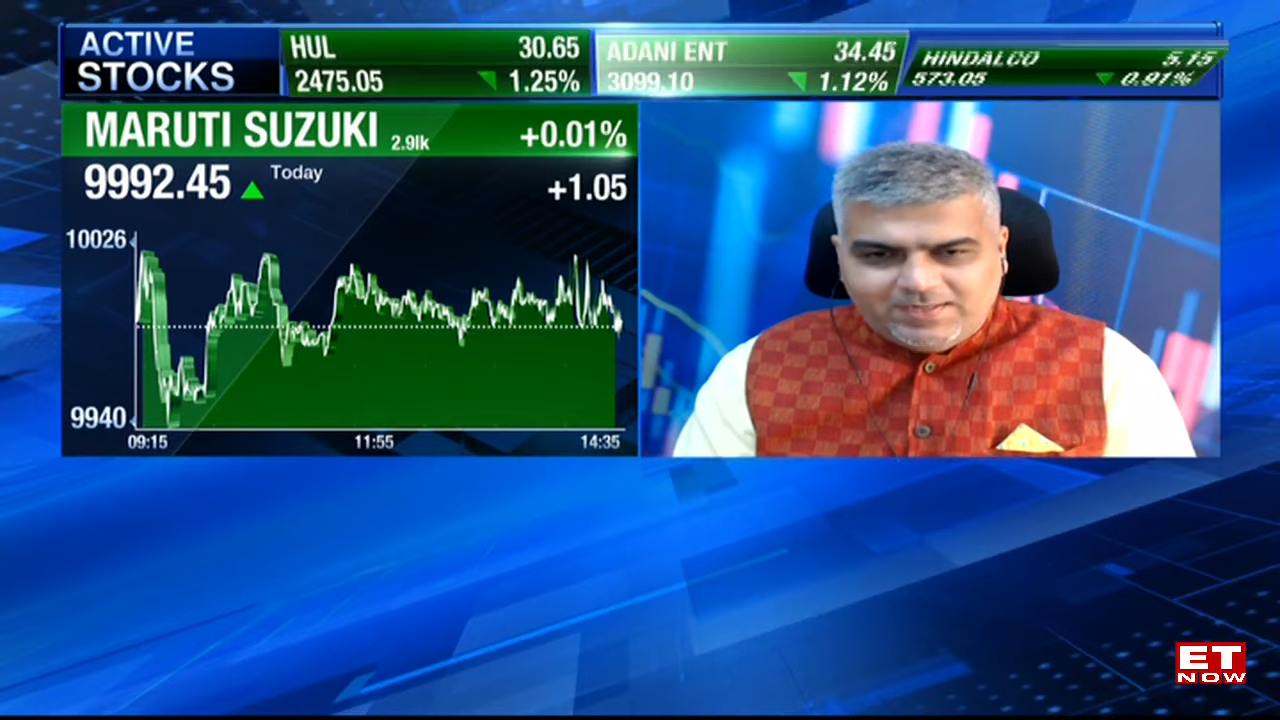 ACTIVE STOCKS
HUL 30.65
2475.05 1.25%
ADANI ENT 34.45
3099.10 1.12%
HINDALCO 5.15
573.05 0.91%
MARUTI SUZUKI 2.91k +0.01%
9992.45 Today +1.05
10026
9940
09:15 11:55 14:35
ET
NOW